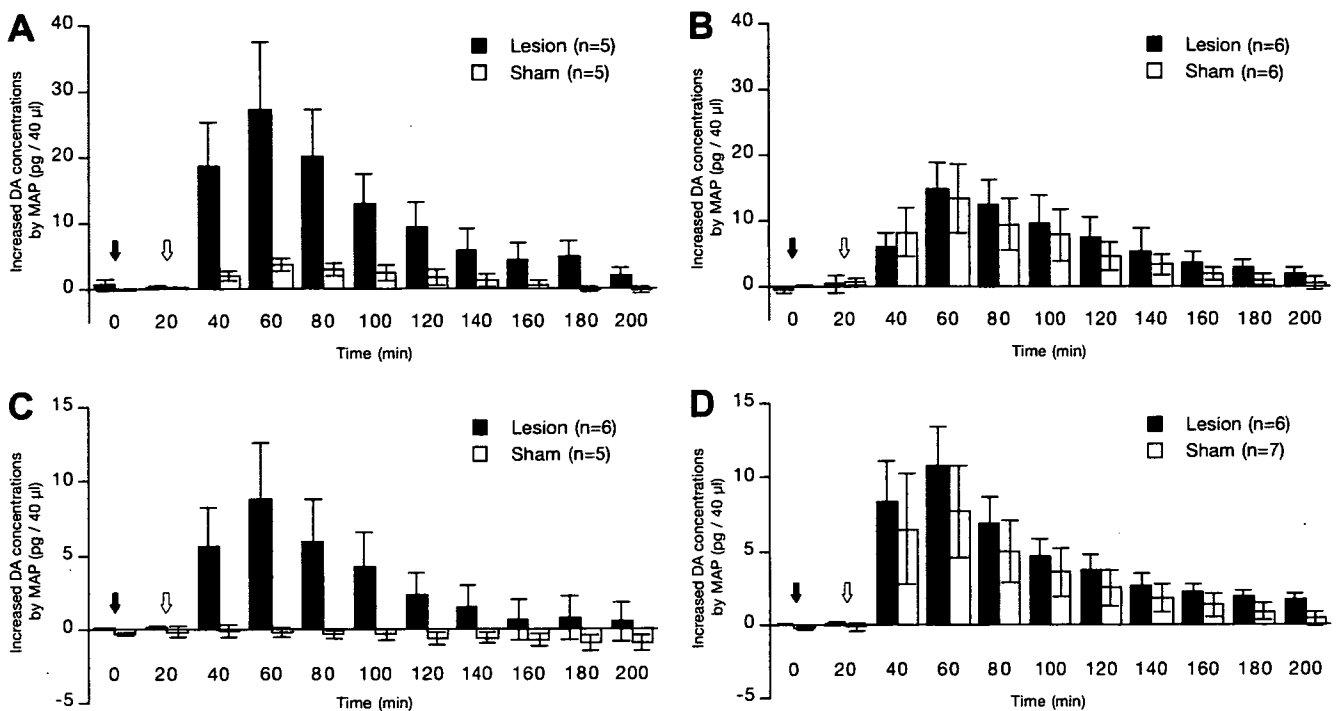 A
Increased DA concentrations
by MAP (pg / 40 µl)
40
30
20
10
0
Lesion (n=5)
Sham (n=5)
0 20 40 60 80 100 120 140 160 180 200
Time (min)
B
Increased DA concentrations
by MAP (pg / 40 µl)
40
30
20
10
0
Lesion (n=6)
Sham (n=6)
0 20 40 60 80 100 120 140 160 180 200
Time (min)
C
Increased DA concentrations
by MAP (pg / 40 µl)
15
10
5
0
-5
Lesion (n=6)
Sham (n=5)
0 20 40 60 80 100 120 140 160 180 200
Time (min)
D
Increased DA concentrations
by MAP (pg / 40 µl)
15
10
5
0
-5
Lesion (n=6)
Sham (n=7)
0 20 40 60 80 100 120 140 160 180 200
Time (min)